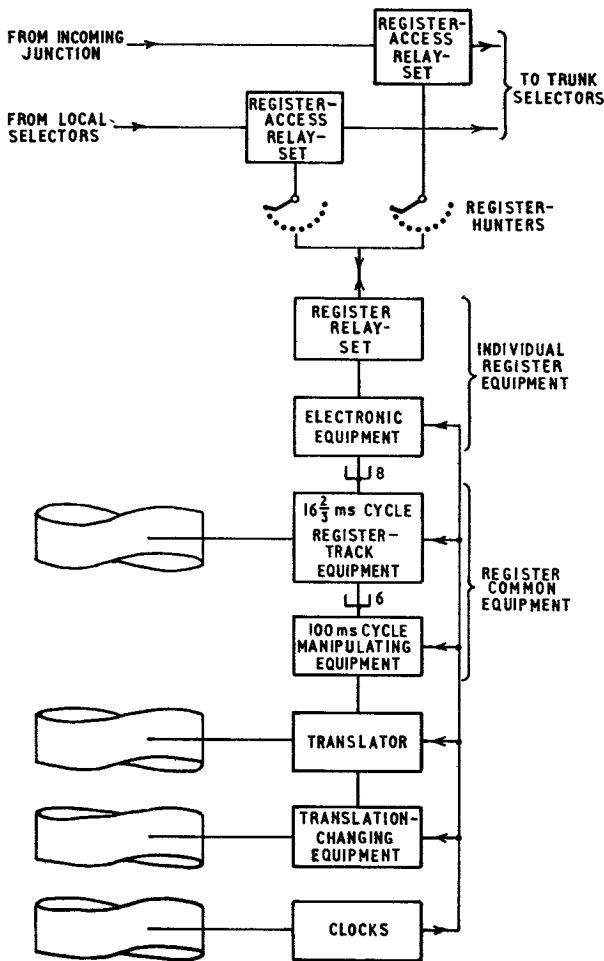 FROM INCOMING
JUNCTION
REGISTER-
ACCESS
RELAY-
SET
TO TRUNK
SELECTORS
FROM LOCAL
SELECTORS
REGISTER-
ACCESS
RELAY-
SET
REGISTER-
HUNTERS
REGISTER
RELAY-
SET
INDIVIDUAL
REGISTER
EQUIPMENT
ELECTRONIC
EQUIPMENT
8
16 2/3 ms CYCLE
REGISTER-
TRACK
EQUIPMENT
REGISTER
COMMON
EQUIPMENT
6
100 ms CYCLE
MANIPULATING
EQUIPMENT
TRANSLATOR
TRANSLATION-
CHANGING
EQUIPMENT
CLOCKS